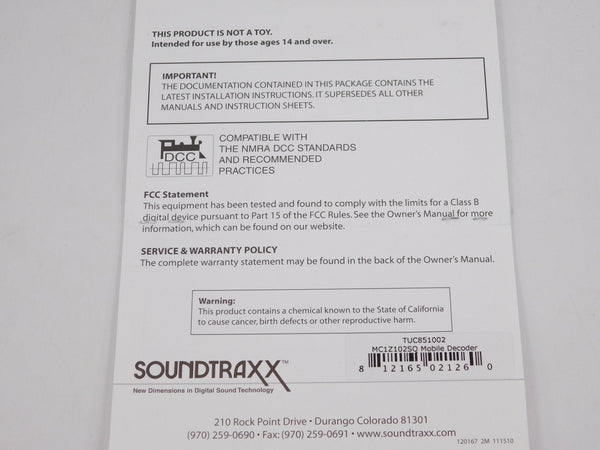 THIS PRODUCT IS NOT A TOY.
Intended for use by those ages 14 and over.
IMPORTANT!
THE DOCUMENTATION CONTAINED IN THIS PACKAGE CONTAINS THE
LATEST INSTALLATION INSTRUCTIONS. IT SUPERSEDES ALL OTHER
MANUALS AND INSTRUCTION SHEETS.
DCC
COMPATIBLE WITH
THE NMRA DCC STANDARDS
AND RECOMMENDED
PRACTICES
FCC Statement
This equipment has been tested and found to comply with the limits for a Class B
digital device pursuant to Part 15 of the FCC Rules. See the Owner's Manual for more
information, which can be found on our website.
SERVICE & WARRANTY POLICY
The complete warranty statement may be found in the back of the Owner's Manual.
Warning:
This product contains a chemical known to the State of California
to cause cancer, birth defects or other reproductive harm.
TUC851002
MC1Z102SQ Mobile Decoder
8 12165 02126 0
SOUNDTRAXX™
New Dimensions in Digital Sound Technology
210 Rock Point Drive • Durango Colorado 81301
(970) 259-0690 • Fax: (970) 259-0691 • www.soundtraxx.com
120167 2M 111510